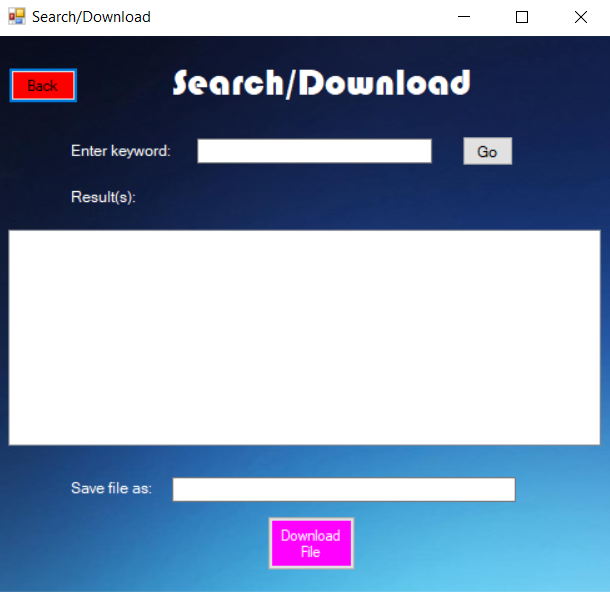 Search/Download
Back
Search/Download
Enter keyword:
Go
Result(s):
Save file as:
Download
File